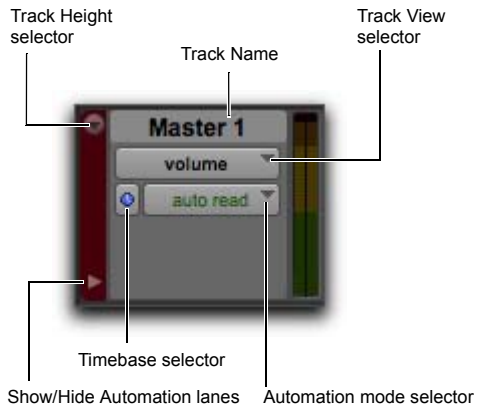 Track Height
selector
Track View
selector
Track Name
Master 1
volume
auto read
Timebase selector
Show/Hide Automation lanes
Automation mode selector